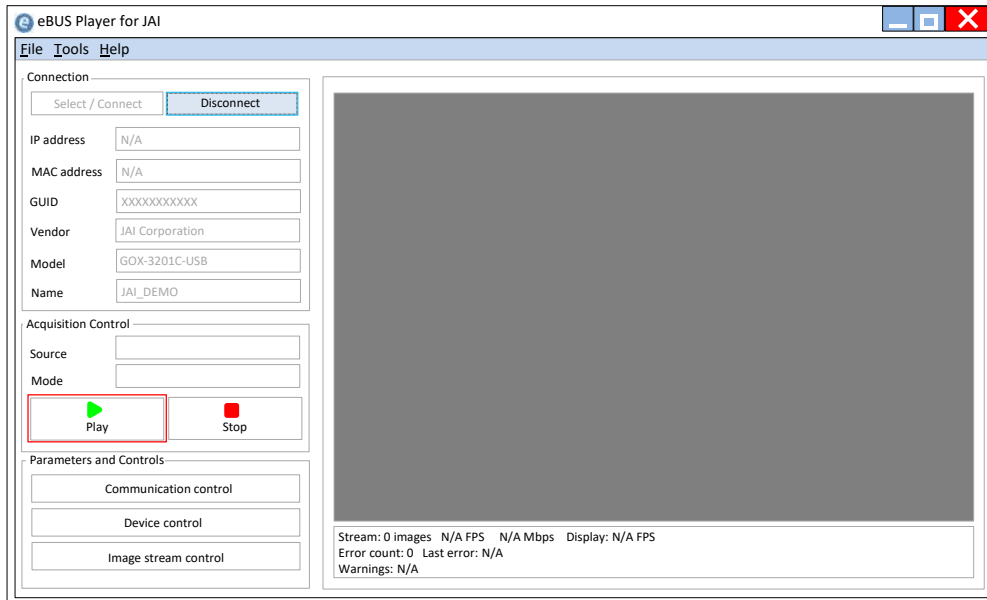 eBUS Player for JAI
File Tools Help
Connection
Select / Connect Disconnect
IP address N/A
MAC address N/A
GUID XXXXXXXXXXX
Vendor JAI Corporation
Model GOX-3201C-USB
Name JAI_DEMO
Acquisition Control
Source
Mode
Play Stop
Parameters and Controls
Communication control
Device control
Image stream control
Stream: 0 images N/A FPS N/A Mbps Display: N/A FPS
Error count: 0 Last error: N/A
Warnings: N/A